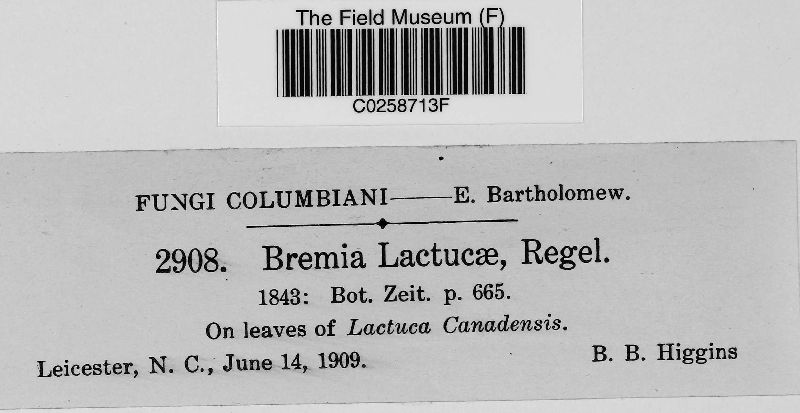 The Field Museum (F)
C0258713F
FUNGI COLUMBIANI——E. Bartholomew.
2908. Bremia Lactucæ, Regel.
1843: Bot. Zeit. p. 665.
On leaves of Lactuca Canadensis.
Leicester, N. C., June 14, 1909. B. B. Higgins